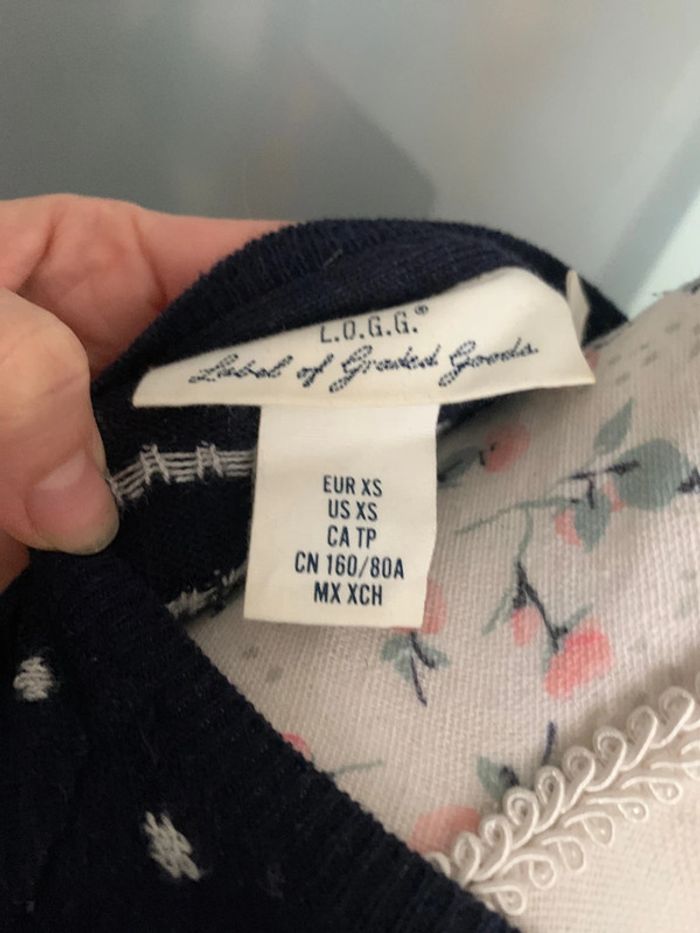 L.O.G.G.®
Label of Graded Goods
EUR XS
US XS
CA TP
CN 160/80A
MX XCH